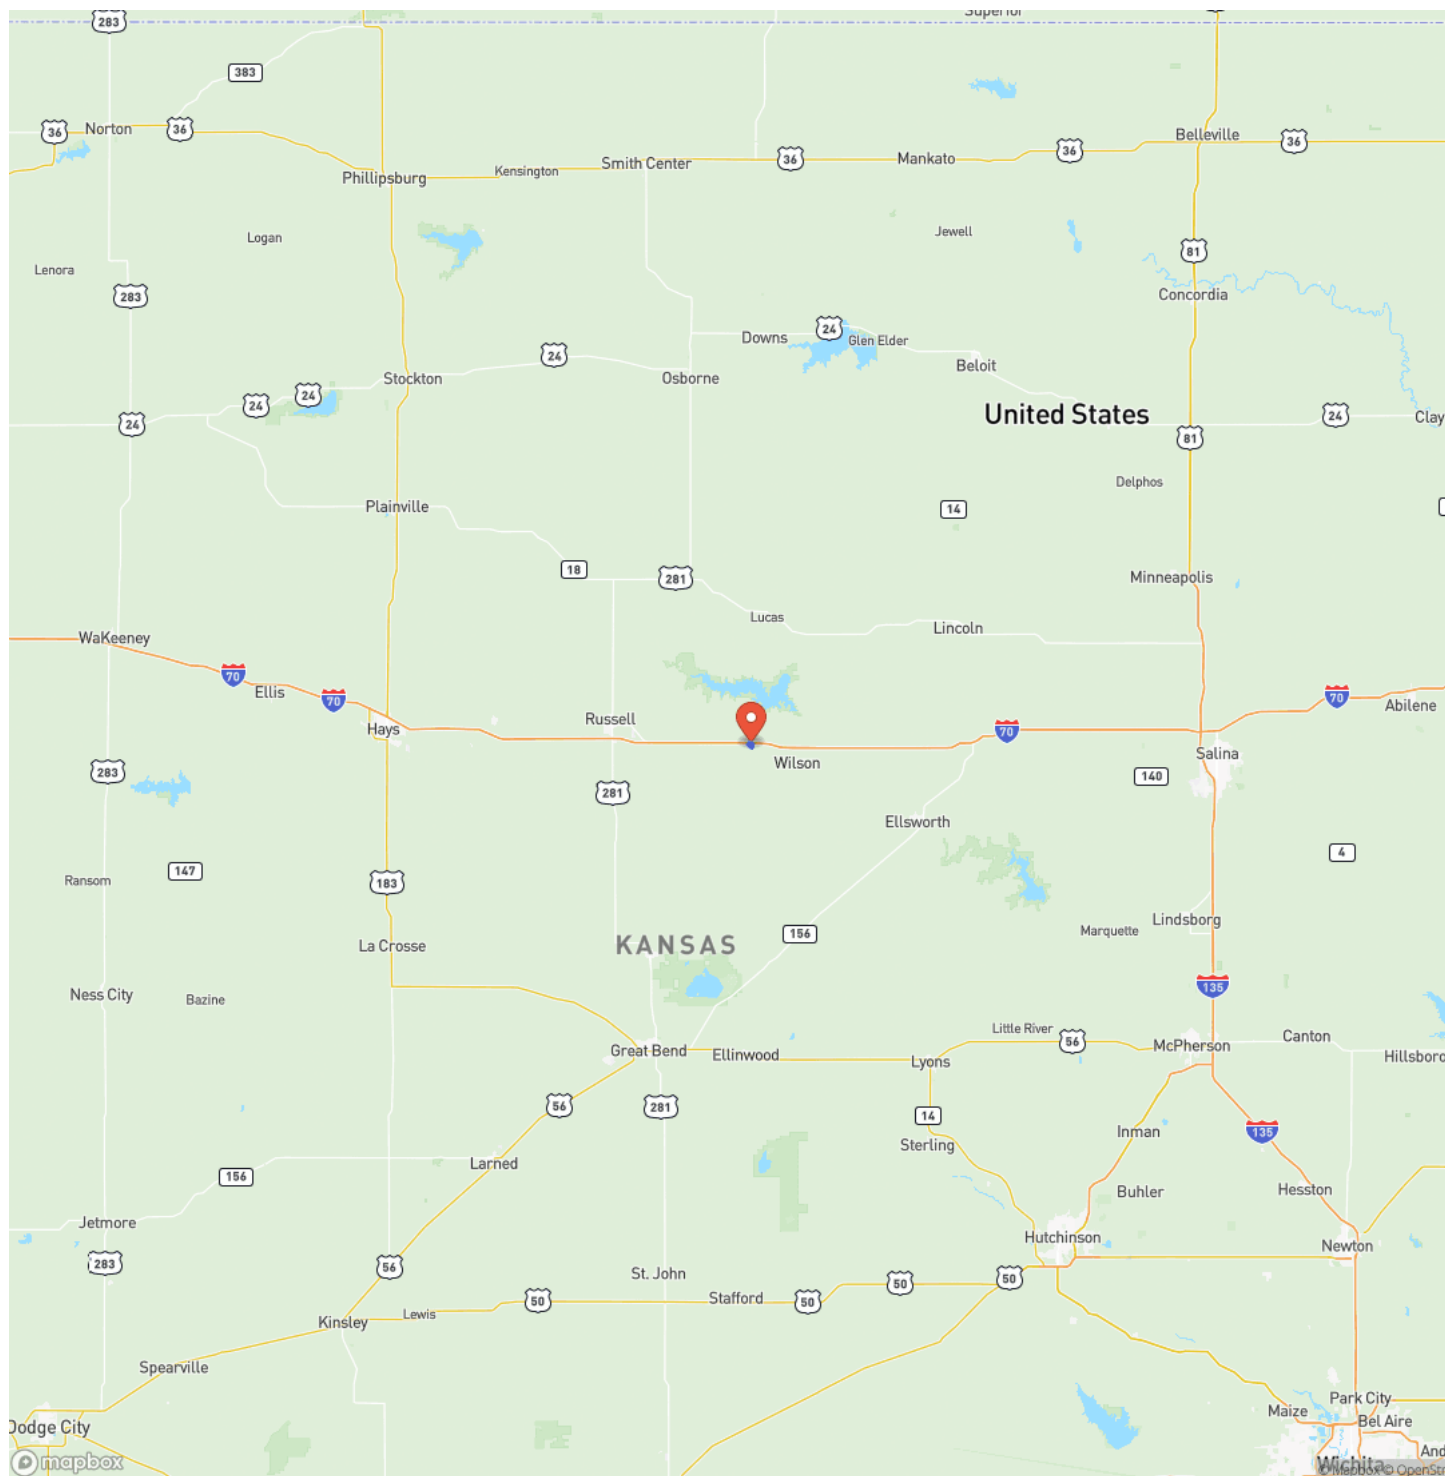 Superior
283
383
36
Norton
36
Belleville
36
36
Mankato
36
Smith Center
Kensington
Phillipsburg
Logan
Jewell
81
Lenora
283
Concordia
24
Downs
Glen Elder
24
Beloit
Stockton
Osborne
24
24
24
United States
24
Clay
81
Delphos
Plainville
14
18
281
Minneapolis
Lucas
Lincoln
WaKeeney
70
Ellis
70
70
Abilene
Hays
Russell
70
Salina
Wilson
283
140
281
Ellsworth
4
147
Ransom
183
Lindsborg
Marquette
156
La Crosse
KANSAS
135
Ness City
Bazine
Little River
56
Canton
McPherson
Great Bend
Ellinwood
Lyons
Hillsboro
56
281
14
Inman
135
Sterling
Larned
156
Buhler
Hesston
Jetmore
Hutchinson
Newton
283
56
St. John
50
50
50
50
Stafford
Lewis
Kinsley
Spearville
Park City
Maize
Bel Aire
Dodge City
And
mapbox
Wichita
© Mapbox © OpenStr